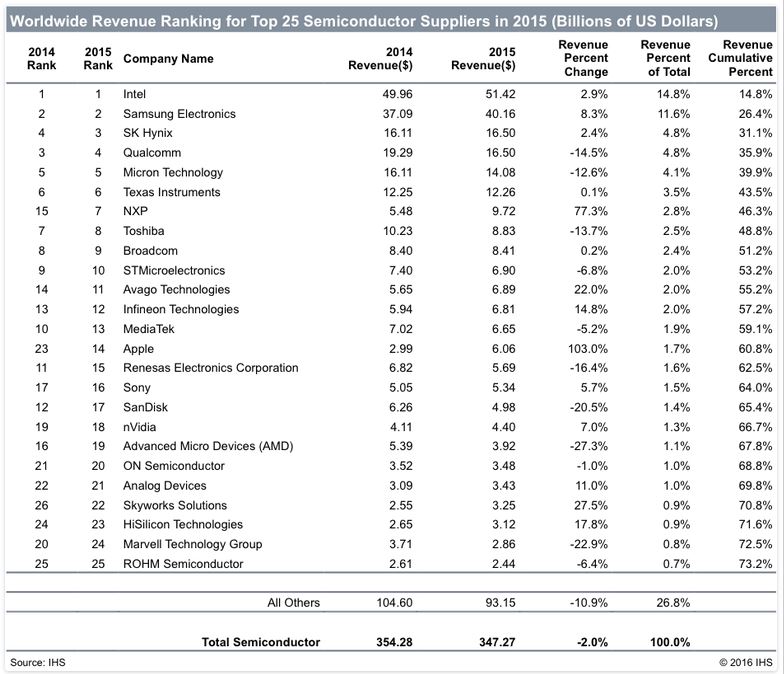 Worldwide Revenue Ranking for Top 25 Semiconductor Suppliers in 2015 (Billions of US Dollars)
2014 Rank 2015 Rank Company Name 2014 Revenue($) 2015 Revenue($) Revenue Percent Change Revenue Percent of Total Revenue Cumulative Percent
1 1 Intel 49.96 51.42 2.9% 14.8% 14.8%
2 2 Samsung Electronics 37.09 40.16 8.3% 11.6% 26.4%
4 3 SK Hynix 16.11 16.50 2.4% 4.8% 31.1%
3 4 Qualcomm 19.29 16.50 -14.5% 4.8% 35.9%
5 5 Micron Technology 16.11 14.08 -12.6% 4.1% 39.9%
6 6 Texas Instruments 12.25 12.26 0.1% 3.5% 43.5%
15 7 NXP 5.48 9.72 77.3% 2.8% 46.3%
7 8 Toshiba 10.23 8.83 -13.7% 2.5% 48.8%
8 9 Broadcom 8.40 8.41 0.2% 2.4% 51.2%
9 10 STMicroelectronics 7.40 6.90 -6.8% 2.0% 53.2%
14 11 Avago Technologies 5.65 6.89 22.0% 2.0% 55.2%
13 12 Infineon Technologies 5.94 6.81 14.8% 2.0% 57.2%
10 13 MediaTek 7.02 6.65 -5.2% 1.9% 59.1%
23 14 Apple 2.99 6.06 103.0% 1.7% 60.8%
11 15 Renesas Electronics Corporation 6.82 5.69 -16.4% 1.6% 62.5%
17 16 Sony 5.05 5.34 5.7% 1.5% 64.0%
12 17 SanDisk 6.26 4.98 -20.5% 1.4% 65.4%
19 18 nVidia 4.11 4.40 7.0% 1.3% 66.7%
16 19 Advanced Micro Devices (AMD) 5.39 3.92 -27.3% 1.1% 67.8%
21 20 ON Semiconductor 3.52 3.48 -1.0% 1.0% 68.8%
22 21 Analog Devices 3.09 3.43 11.0% 1.0% 69.8%
26 22 Skyworks Solutions 2.55 3.25 27.5% 0.9% 70.8%
24 23 HiSilicon Technologies 2.65 3.12 17.8% 0.9% 71.6%
20 24 Marvell Technology Group 3.71 2.86 -22.9% 0.8% 72.5%
25 25 ROHM Semiconductor 2.61 2.44 -6.4% 0.7% 73.2%
All Others 104.60 93.15 -10.9% 26.8%
Total Semiconductor 354.28 347.27 -2.0% 100.0%
Source: IHS © 2016 IHS